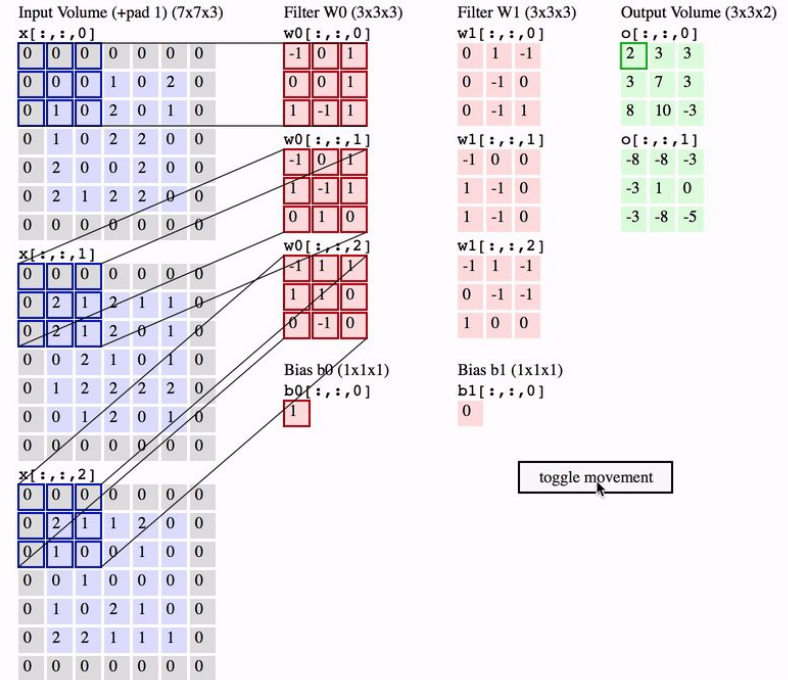 Input Volume (+pad 1) (7x7x3)
x[:,:,0]
0 0 0 0 0 0 0
0 0 0 1 0 2 0
0 1 0 2 0 1 0
0 1 0 2 2 0 0
0 2 0 0 2 0 0
0 2 1 2 2 0 0
0 0 0 0 0 0 0
x[:,:,1]
0 0 0 0 0 0 0
0 2 1 2 1 1 0
0 2 1 2 0 1 0
0 0 2 1 0 1 0
0 1 2 2 2 2 0
0 0 1 2 0 1 0
0 0 0 0 0 0 0
x[:,:,2]
0 0 0 0 0 0 0
0 2 1 1 2 0 0
0 1 0 0 1 0 0
0 0 1 0 0 0 0
0 1 0 2 1 0 0
0 2 2 1 1 1 0
0 0 0 0 0 0 0
Filter W0 (3x3x3)
w0[:,:,0]
-1 0 1
0 0 1
1 -1 1
w0[:,:,1]
-1 0 1
1 -1 1
0 1 0
w0[:,:,2]
-1 1 1
1 1 0
0 -1 0
Bias b0 (1x1x1)
b0[:,:,0]
1
Filter W1 (3x3x3)
w1[:,:,0]
0 1 -1
0 -1 0
0 -1 1
w1[:,:,1]
-1 0 0
1 -1 0
1 -1 0
w1[:,:,2]
-1 1 -1
0 -1 -1
1 0 0
Bias b1 (1x1x1)
b1[:,:,0]
0
Output Volume (3x3x2)
o[:,:,0]
2 3 3
3 7 3
8 10 -3
o[:,:,1]
-8 -8 -3
-3 1 0
-3 -8 -5
toggle movement